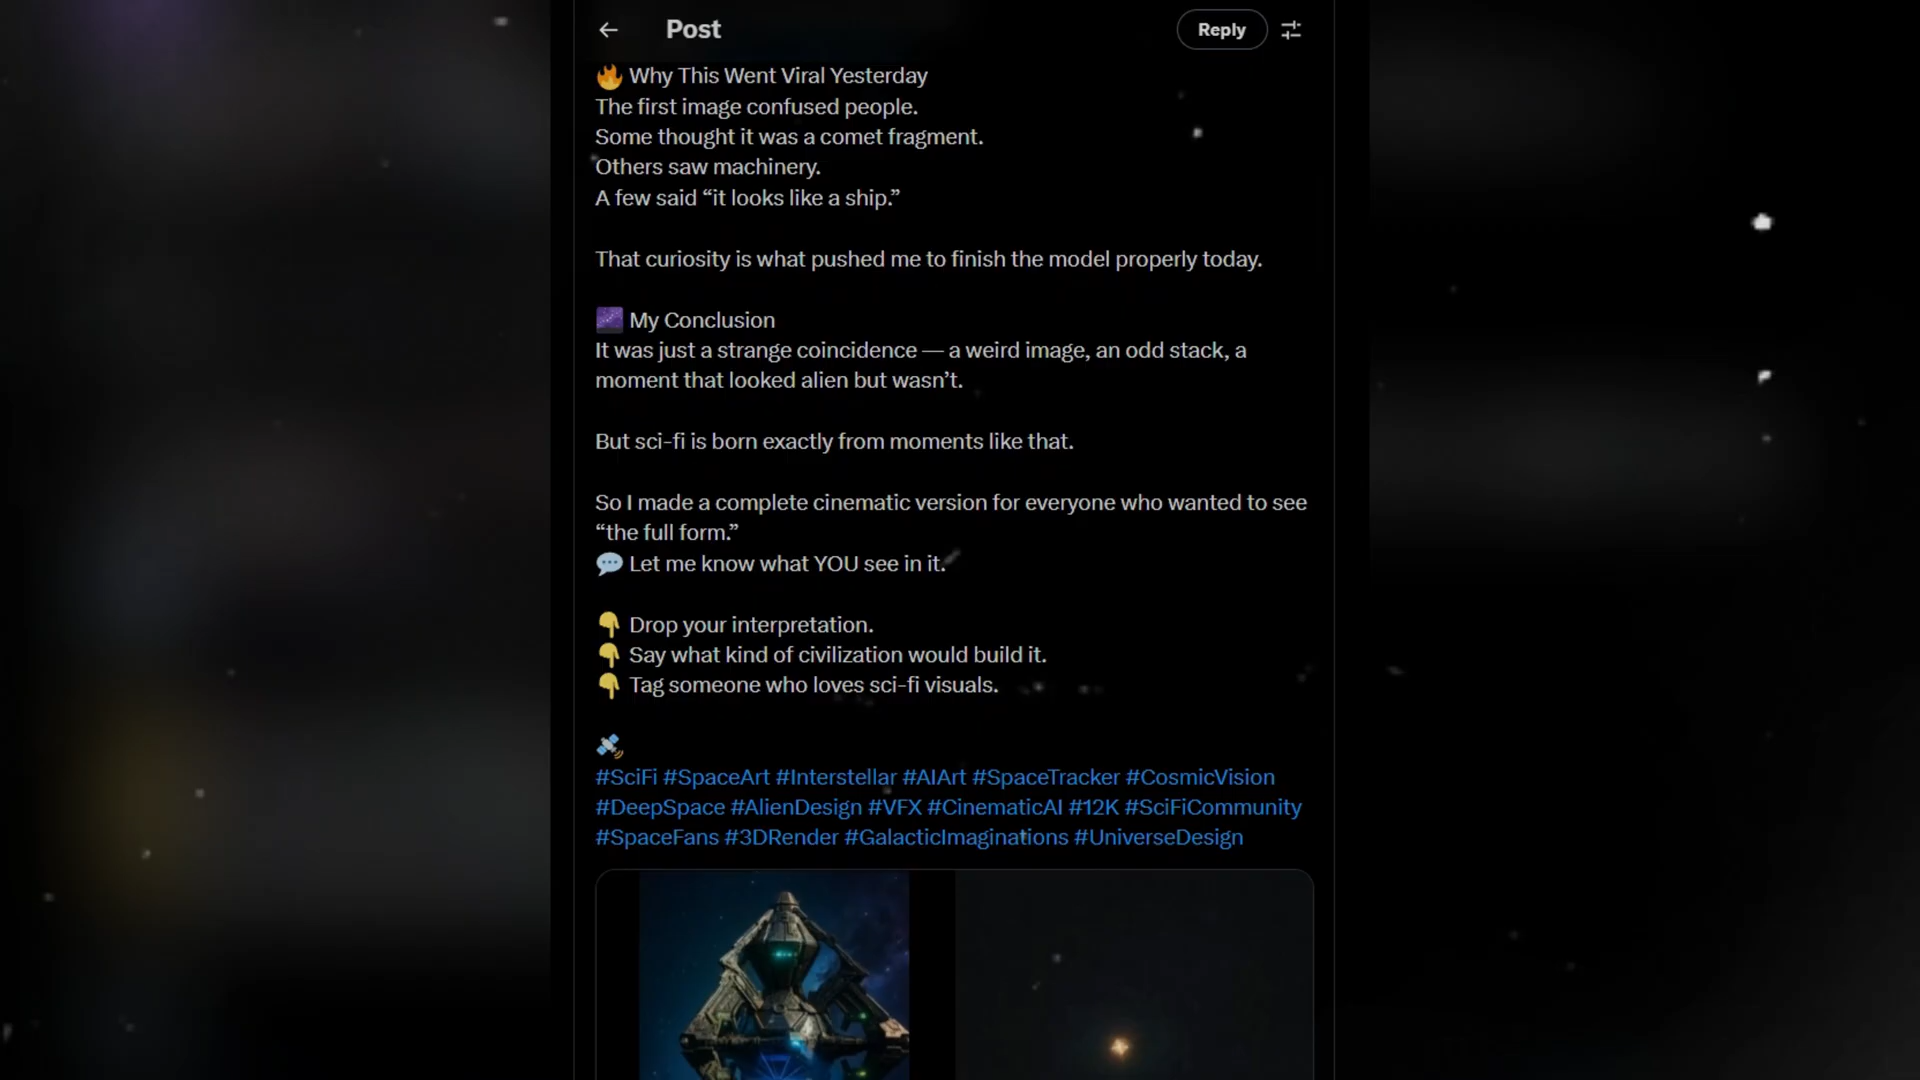 Post
Reply
🔥 Why This Went Viral Yesterday
The first image confused people.
Some thought it was a comet fragment.
Others saw machinery.
A few said “it looks like a ship.”
That curiosity is what pushed me to finish the model properly today.
🌌 My Conclusion
It was just a strange coincidence — a weird image, an odd stack, a
moment that looked alien but wasn’t.
But sci-fi is born exactly from moments like that.
So I made a complete cinematic version for everyone who wanted to see
“the full form.”
💬 Let me know what YOU see in it.
👇 Drop your interpretation.
👇 Say what kind of civilization would build it.
👇 Tag someone who loves sci-fi visuals.
🛰️
#SciFi #SpaceArt #Interstellar #AIArt #SpaceTracker #CosmicVision
#DeepSpace #AlienDesign #VFX #CinematicAI #12K #SciFiCommunity
#SpaceFans #3DRender #GalacticImaginations #UniverseDesign